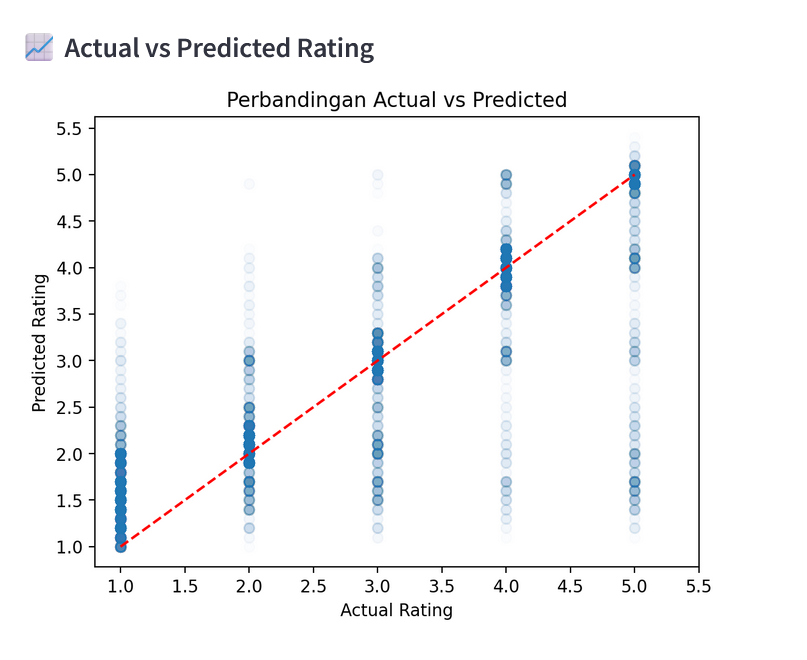 Actual vs Predicted Rating
Perbandingan Actual vs Predicted
5.5
5.0
4.5
4.0
3.5
3.0
2.5
2.0
1.5
1.0
Predicted Rating
1.0 1.5 2.0 2.5 3.0 3.5 4.0 4.5 5.0 5.5
Actual Rating